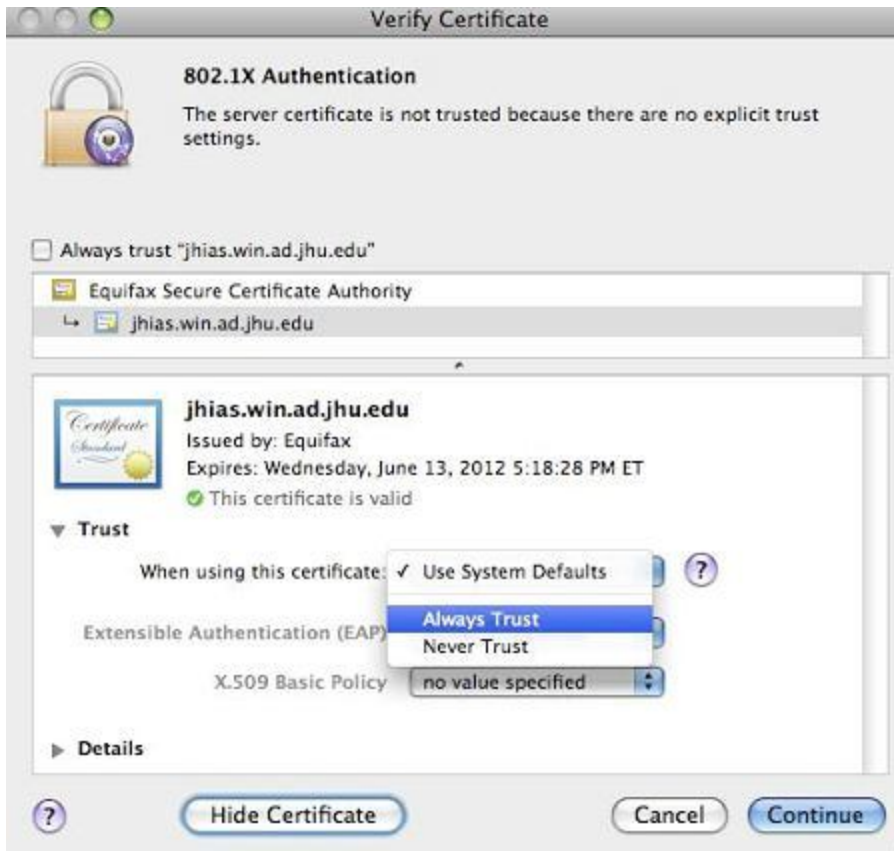 Verify Certificate
802.1X Authentication
The server certificate is not trusted because there are no explicit trust
settings.
Always trust "jhias.win.ad.jhu.edu"
Equifax Secure Certificate Authority
jhias.win.ad.jhu.edu
Certificate
Standard
jhias.win.ad.jhu.edu
Issued by: Equifax
Expires: Wednesday, June 13, 2012 5:18:28 PM ET
This certificate is valid
Trust
When using this certificate: ✓ Use System Defaults ?
Always Trust
Extensible Authentication (EAP)
Never Trust
X.509 Basic Policy no value specified
Details
? Hide Certificate Cancel Continue